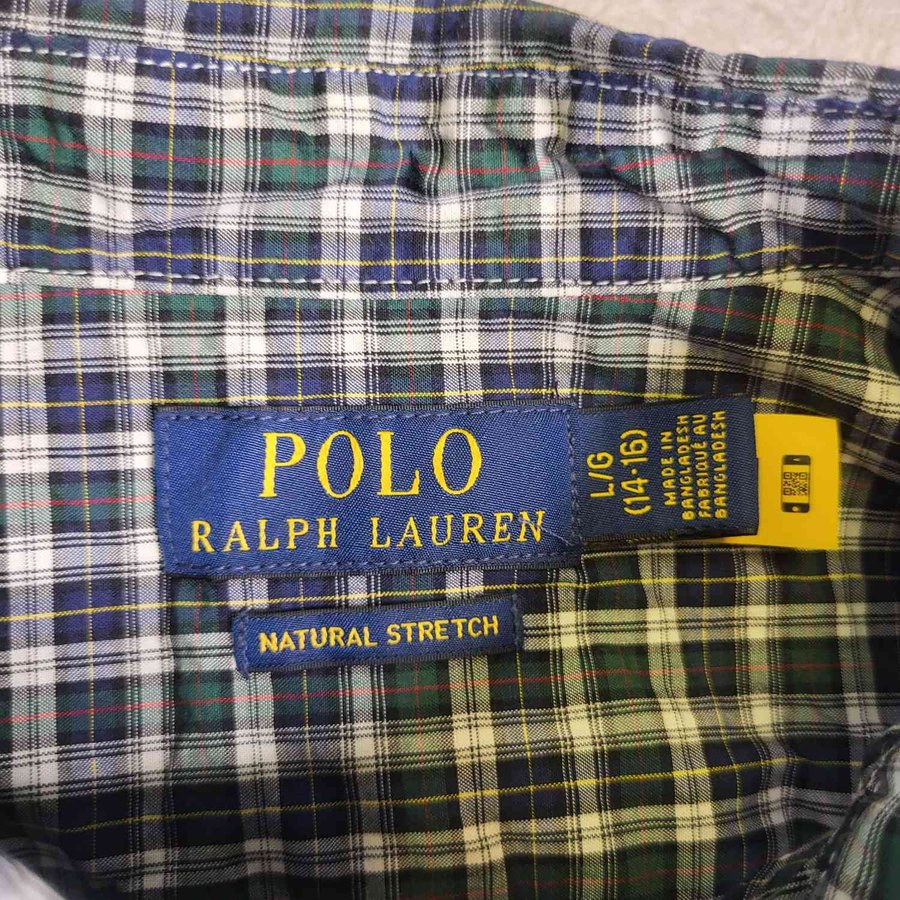 POLO
RALPH LAUREN
L/G
(14-16)
MADE IN
BANGLADESH
FABRIQUÉ AU
BANGLADESH
NATURAL STRETCH